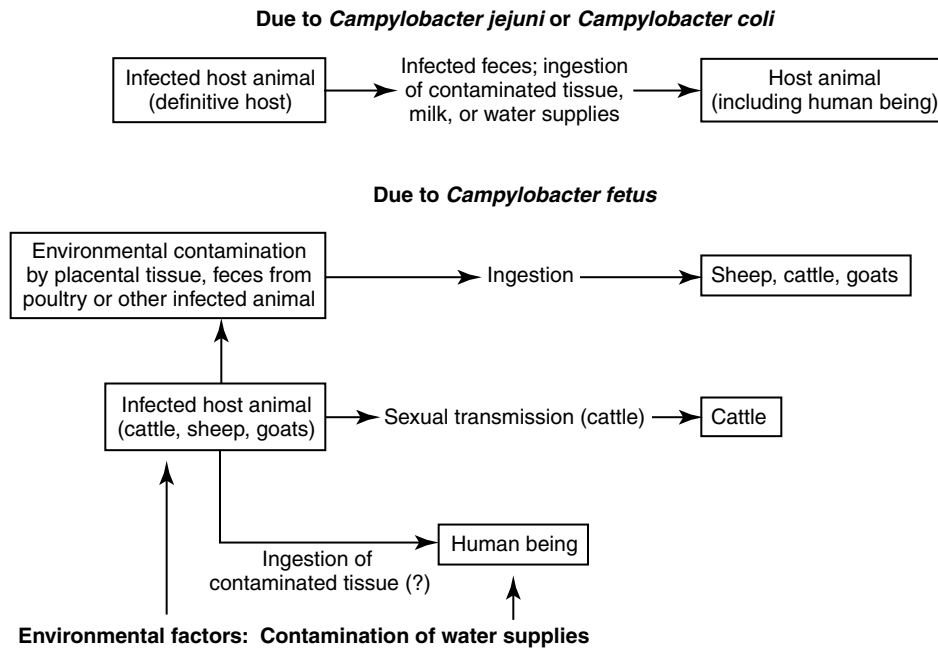 Due to Campylobacter jejuni or Campylobacter coli
Infected host animal
(definitive host)
Infected feces; ingestion
of contaminated tissue,
milk, or water supplies
Host animal
(including human being)
Due to Campylobacter fetus
Environmental contamination
by placental tissue, feces from
poultry or other infected animal
Ingestion
Sheep, cattle, goats
Infected host animal
(cattle, sheep, goats)
Sexual transmission (cattle)
Cattle
Human being
Ingestion of
contaminated tissue (?)
Environmental factors: Contamination of water supplies